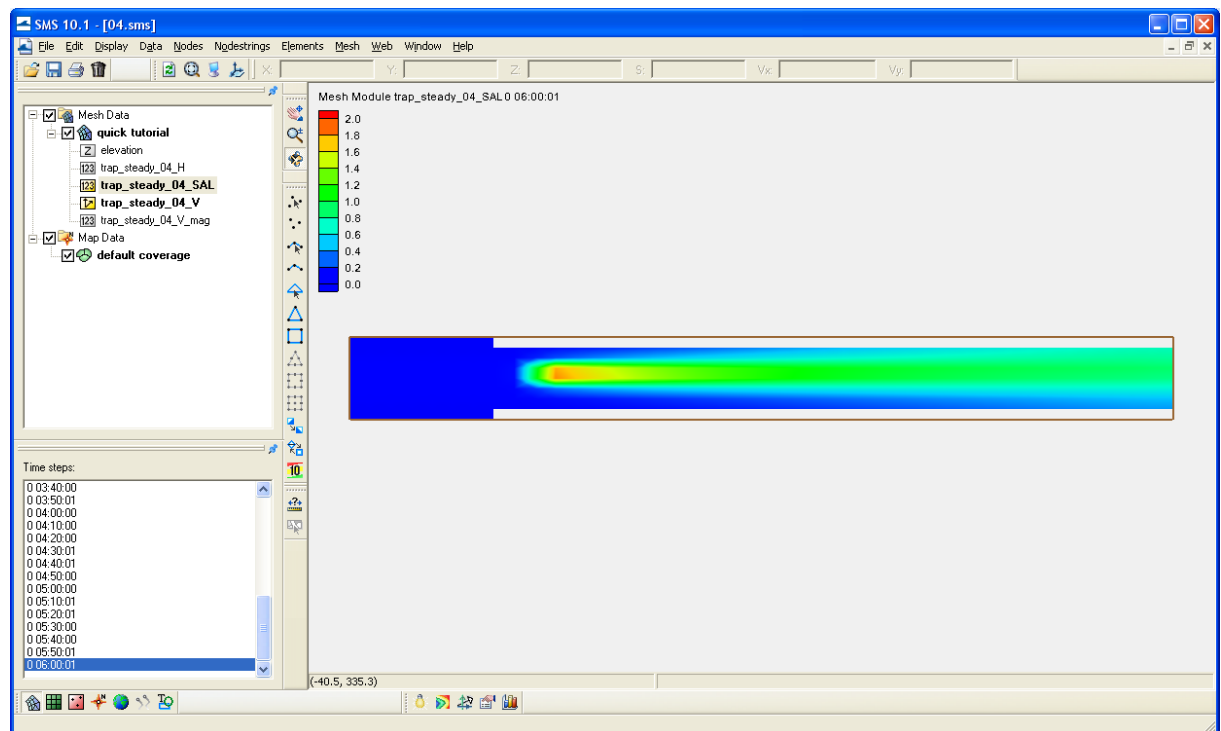 SMS 10.1 - [04.sms]
File Edit Display Data Nodes Nodestrings Elements Mesh Web Window Help
X: Y: Z: S: Vx: Vy:
Mesh Data
quick tutorial
Z elevation
123 trap_steady_04_H
123 trap_steady_04_SAL
trap_steady_04_V
123 trap_steady_04_V_mag
Map Data
default coverage
Time steps:
0 03:40:00
0 03:50:01
0 04:00:00
0 04:10:00
0 04:20:00
0 04:30:01
0 04:40:01
0 04:50:00
0 05:00:00
0 05:10:01
0 05:20:01
0 05:30:00
0 05:40:00
0 05:50:01
0 06:00:01
10
Mesh Module trap_steady_04_SAL 0 06:00:01
2.0
1.8
1.6
1.4
1.2
1.0
0.8
0.6
0.4
0.2
0.0
(-40.5, 335.3)